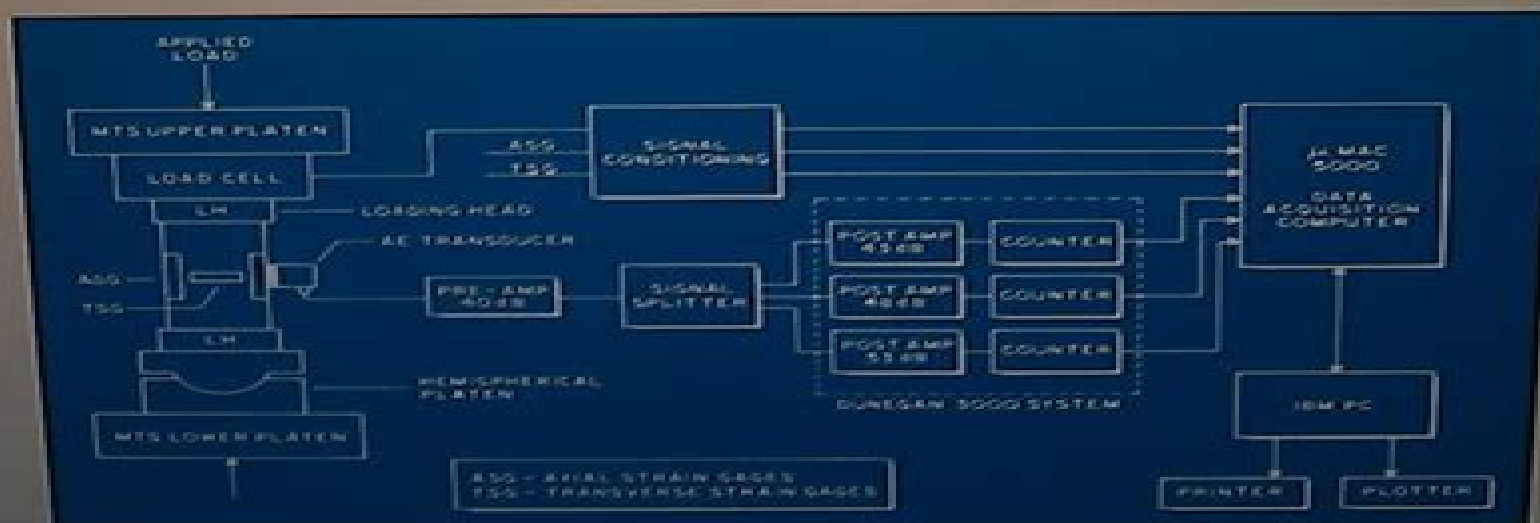 APPLIED
LOAD
MTS UPPER PLATEN
LOAD CELL
LH
LOADING HEAD
AE TRANSDUCER
ASG
TSG
LH
HEMISPHERICAL
PLATEN
MTS LOWER PLATEN
ASG
TSG
SIGNAL
CONDITIONING
PRE-AMP
SIGNAL
SPLITTER
POST AMP
45dB
COUNTER
POST AMP
COUNTER
POST AMP
55dB
COUNTER
DUNEGAN 3000 SYSTEM
μ MAC
5000
DATA
ACQUISITION
COMPUTER
IBM PC
PRINTER
PLOTTER
ASG - AXIAL STRAIN GAGES
TSG - TRANSVERSE STRAIN GAGES